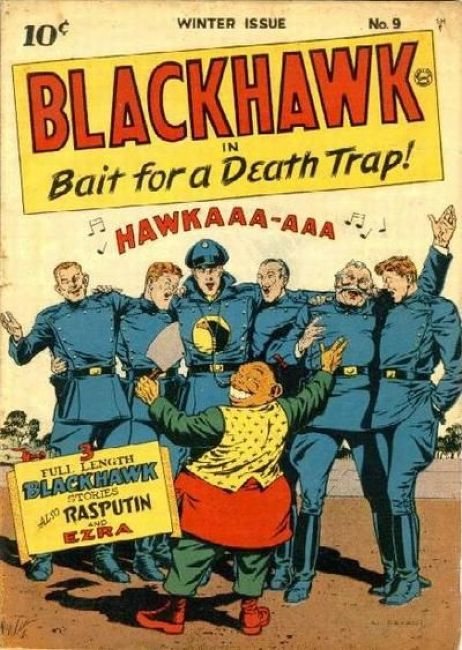 10¢
WINTER ISSUE
No. 9
BLACKHAWK
IN
Bait for a Death Trap!
HAWKAAA-AAA
3
FULL LENGTH
BLACKHAWK
STORIES
ALSO RASPUTIN
AND
EZRA